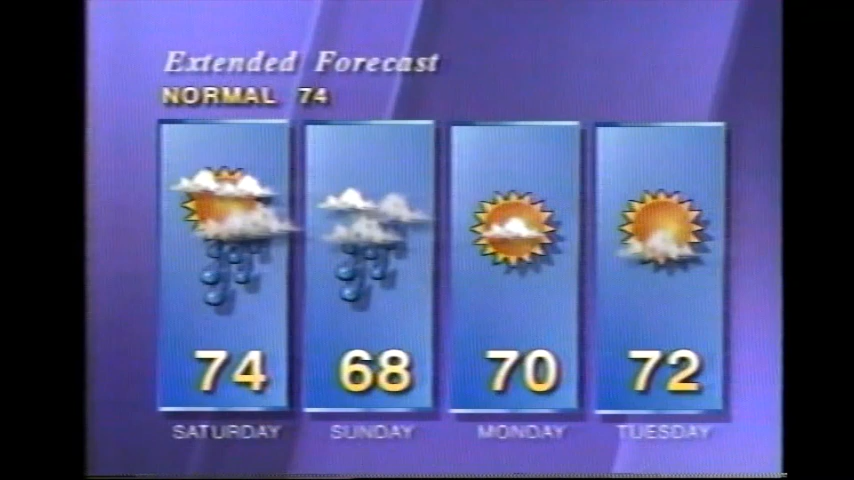 Extended Forecast
NORMAL 74
74 68 70 72
SATURDAY SUNDAY MONDAY TUESDAY